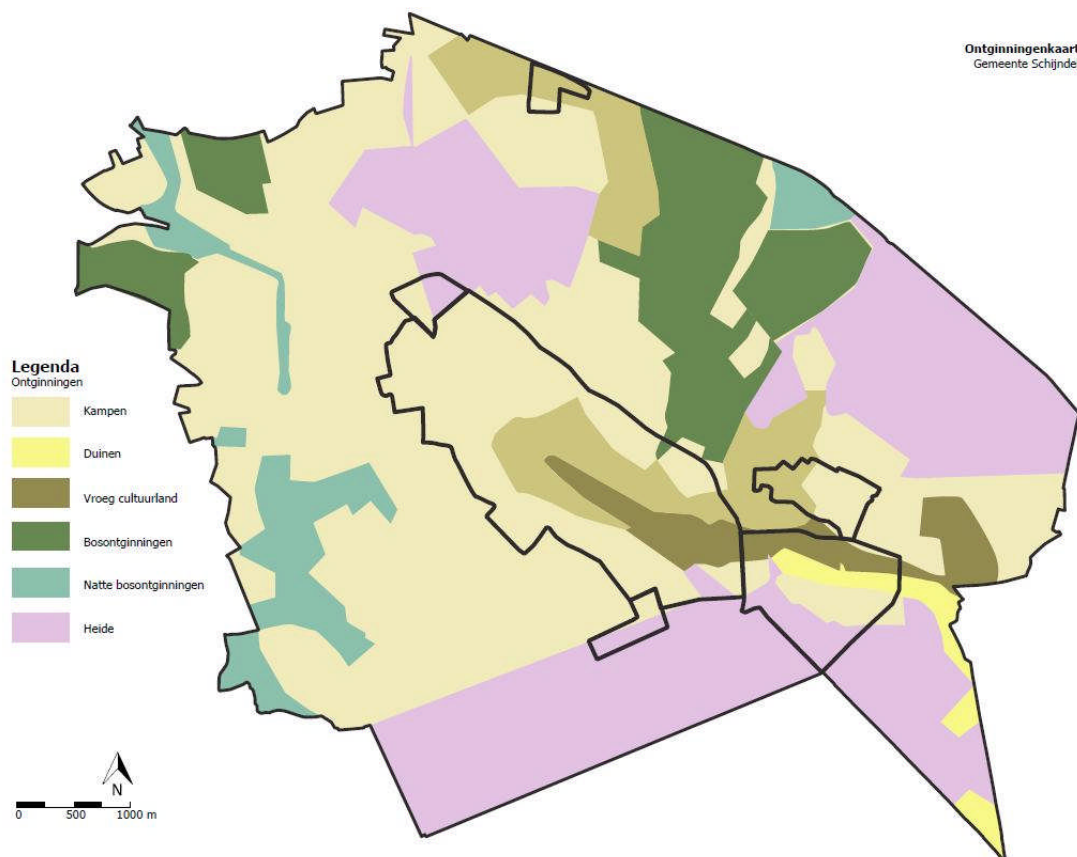 Ontginningenkaart
Gemeente Schijnde
Legenda
Ontginningen
Kampen
Duinen
Vroeg cultuurland
Bosontginningen
Natte bosontginningen
Heide
N
0 500 1000 m